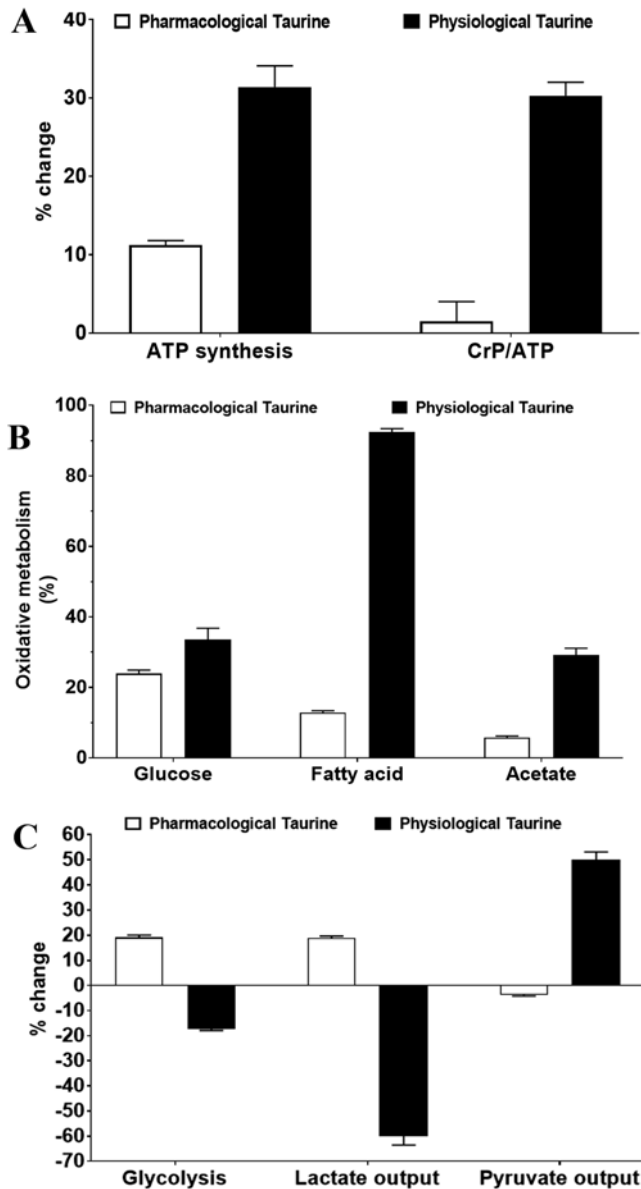 A
Pharmacological Taurine
Physiological Taurine
% change
40
30
20
10
0
ATP synthesis
CrP/ATP
B
Pharmacological Taurine
Physiological Taurine
Oxidative metabolism
(%)
100
80
60
40
20
0
Glucose
Fatty acid
Acetate
C
Pharmacological Taurine
Physiological Taurine
% change
60
50
40
30
20
10
0
-10
-20
-30
-40
-50
-60
-70
Glycolysis
Lactate output
Pyruvate output